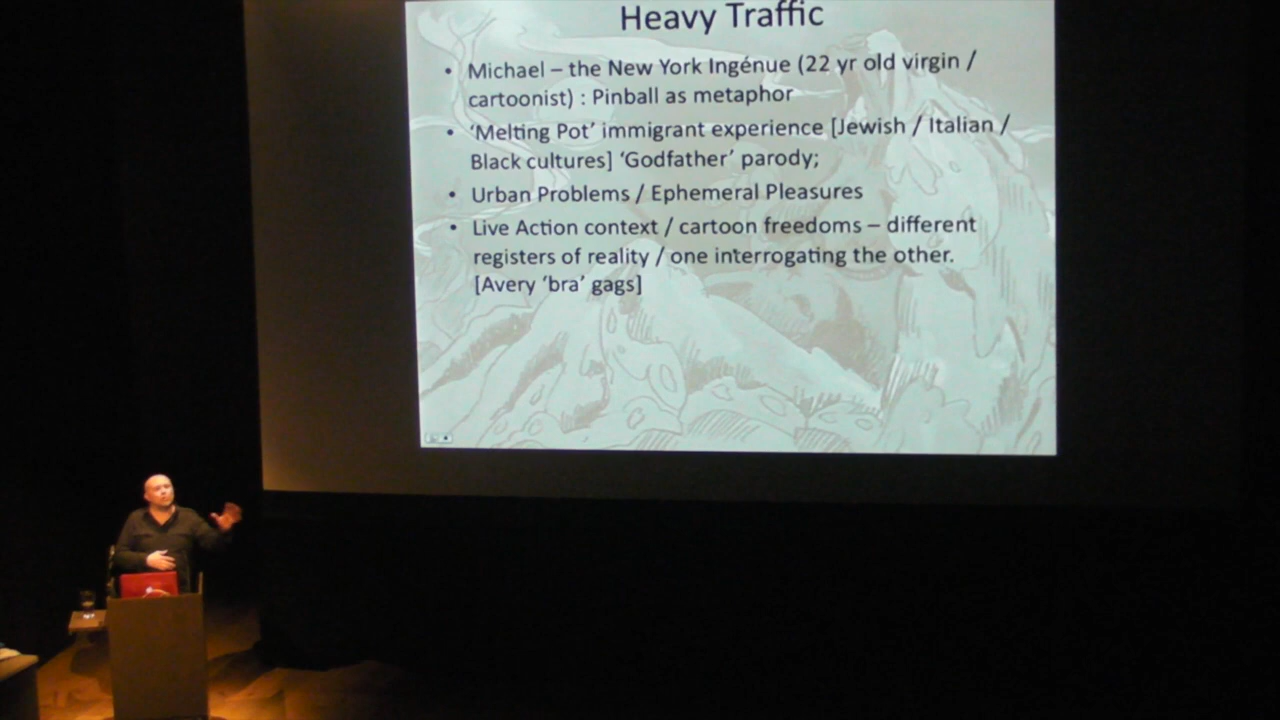 Heavy Traffic
• Michael – the New York Ingénue (22 yr old virgin /
cartoonist) : Pinball as metaphor
• ‘Melting Pot’ immigrant experience [Jewish / Italian /
Black cultures] ‘Godfather’ parody;
• Urban Problems / Ephemeral Pleasures
• Live Action context / cartoon freedoms – different
registers of reality / one interrogating the other.
[Avery ‘bra’ gags]